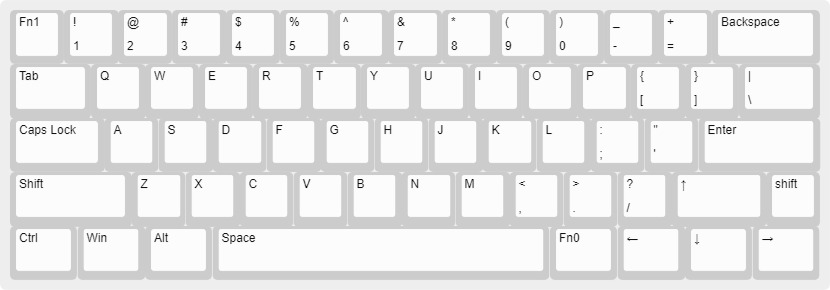 Fn1 ! @ # $ % ^ & * ( ) _ + Backspace
1 2 3 4 5 6 7 8 9 0 - =
Tab Q W E R T Y U I O P { } |
[ ] \
Caps Lock A S D F G H J K L : " Enter
; '
Shift Z X C V B N M < > ? ↑ shift
, . /
Ctrl Win Alt Space Fn0 ← ↓ →